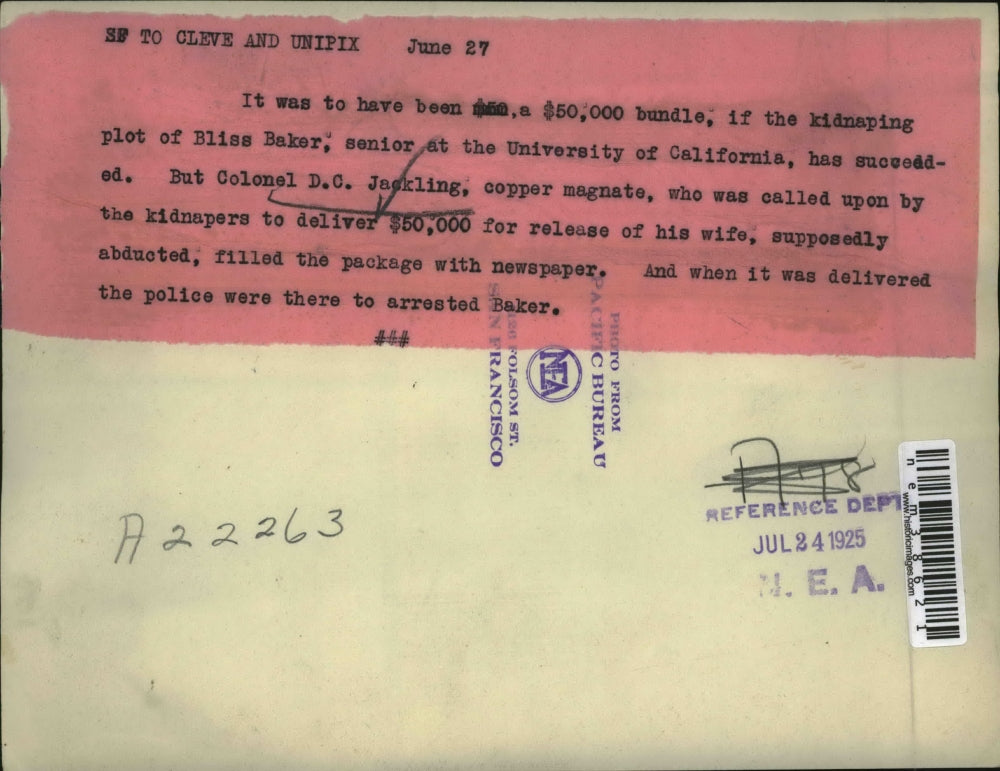 SF TO CLEVE AND UNIPIX June 27
It was to have been $50,a $50,000 bundle, if the kidnaping
plot of Bliss Baker, senior at the University of California, has succedd-
ed. But Colonel D.C. Jackling, copper magnate, who was called upon by
the kidnapers to deliver $50,000 for release of his wife, supposedly
abducted, filled the package with newspaper. And when it was delivered
the police were there to arrested Baker.
###
PHOTO FROM
PACIFIC BUREAU
NEA
FOLSOM ST.
SAN FRANCISCO
A22263
REFERENCE DEPT
JUL 24 1925
N. E. A.
nem38621
www.historicimages.com